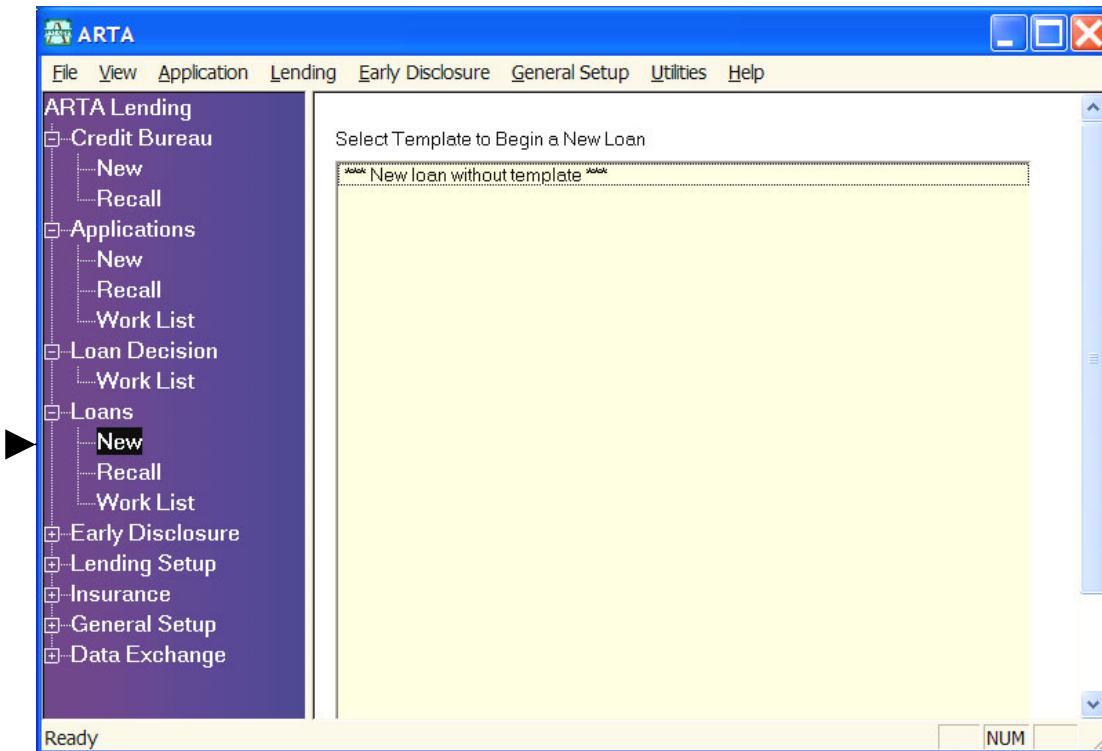 ARTA
File View Application Lending Early Disclosure General Setup Utilities Help
ARTA Lending
Credit Bureau
New
Recall
Applications
New
Recall
Work List
Loan Decision
Work List
Loans
New
Recall
Work List
Early Disclosure
Lending Setup
Insurance
General Setup
Data Exchange
Select Template to Begin a New Loan
*** New loan without template ***
Ready
NUM